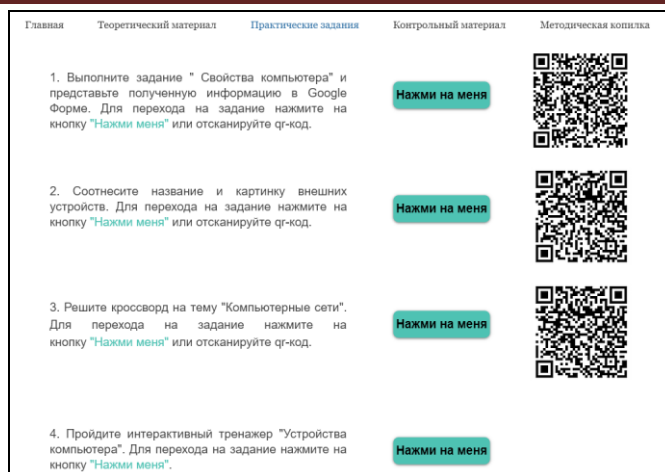 Главная Теоретический материал Практические задания Контрольный материал Методическая копилка
1. Выполните задание " Свойства компьютера" и
представьте полученную информацию в Google
Форме. Для перехода на задание нажмите на
кнопку "Нажми меня" или отсканируйте qr-код.
Нажми на меня
2. Соотнесите название и картинку внешних
устройств. Для перехода на задание нажмите на
кнопку "Нажми меня" или отсканируйте qr-код.
Нажми на меня
3. Решите кроссворд на тему "Компьютерные сети".
Для перехода на задание нажмите на
кнопку "Нажми меня" или отсканируйте qr-код.
Нажми на меня
4. Пройдите интерактивный тренажер "Устройства
компьютера". Для перехода на задание нажмите на
кнопку "Нажми меня".
Нажми на меня